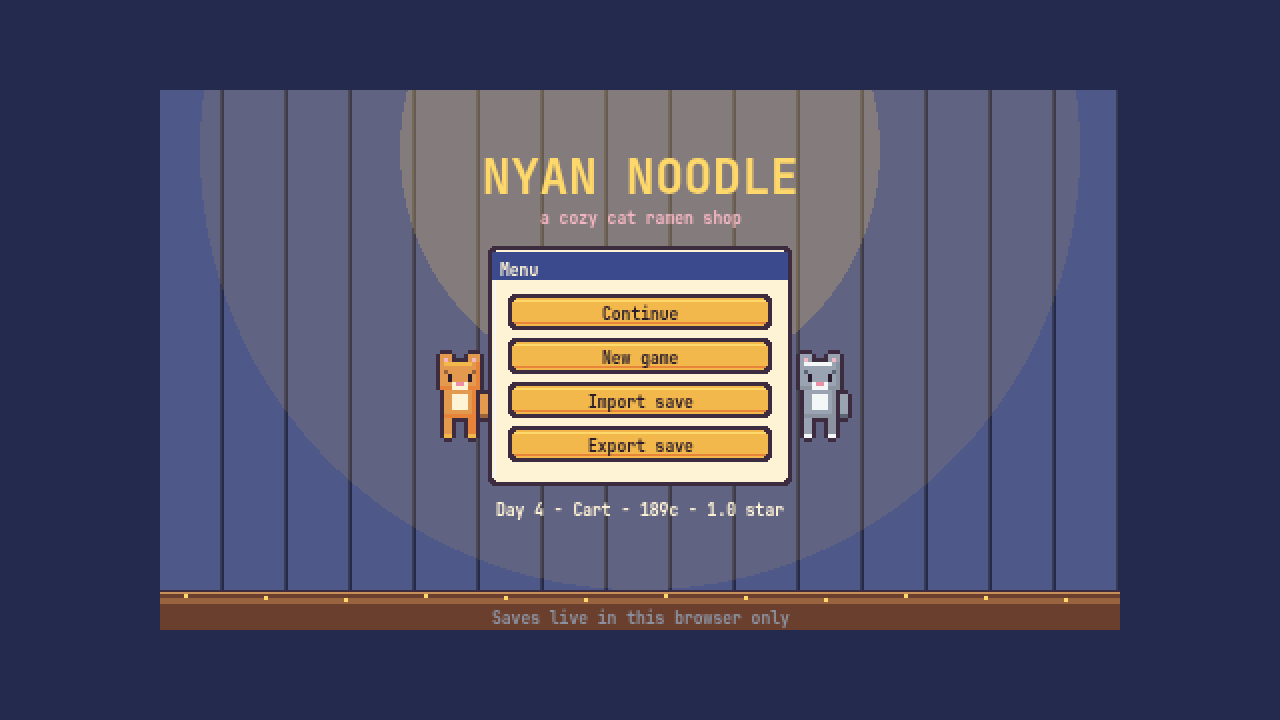 NYAN NOODLE
a cozy cat ramen shop
Menu
Continue
New game
Import save
Export save
Day 4 - Cart - 189c - 1.0 star
Saves live in this browser only